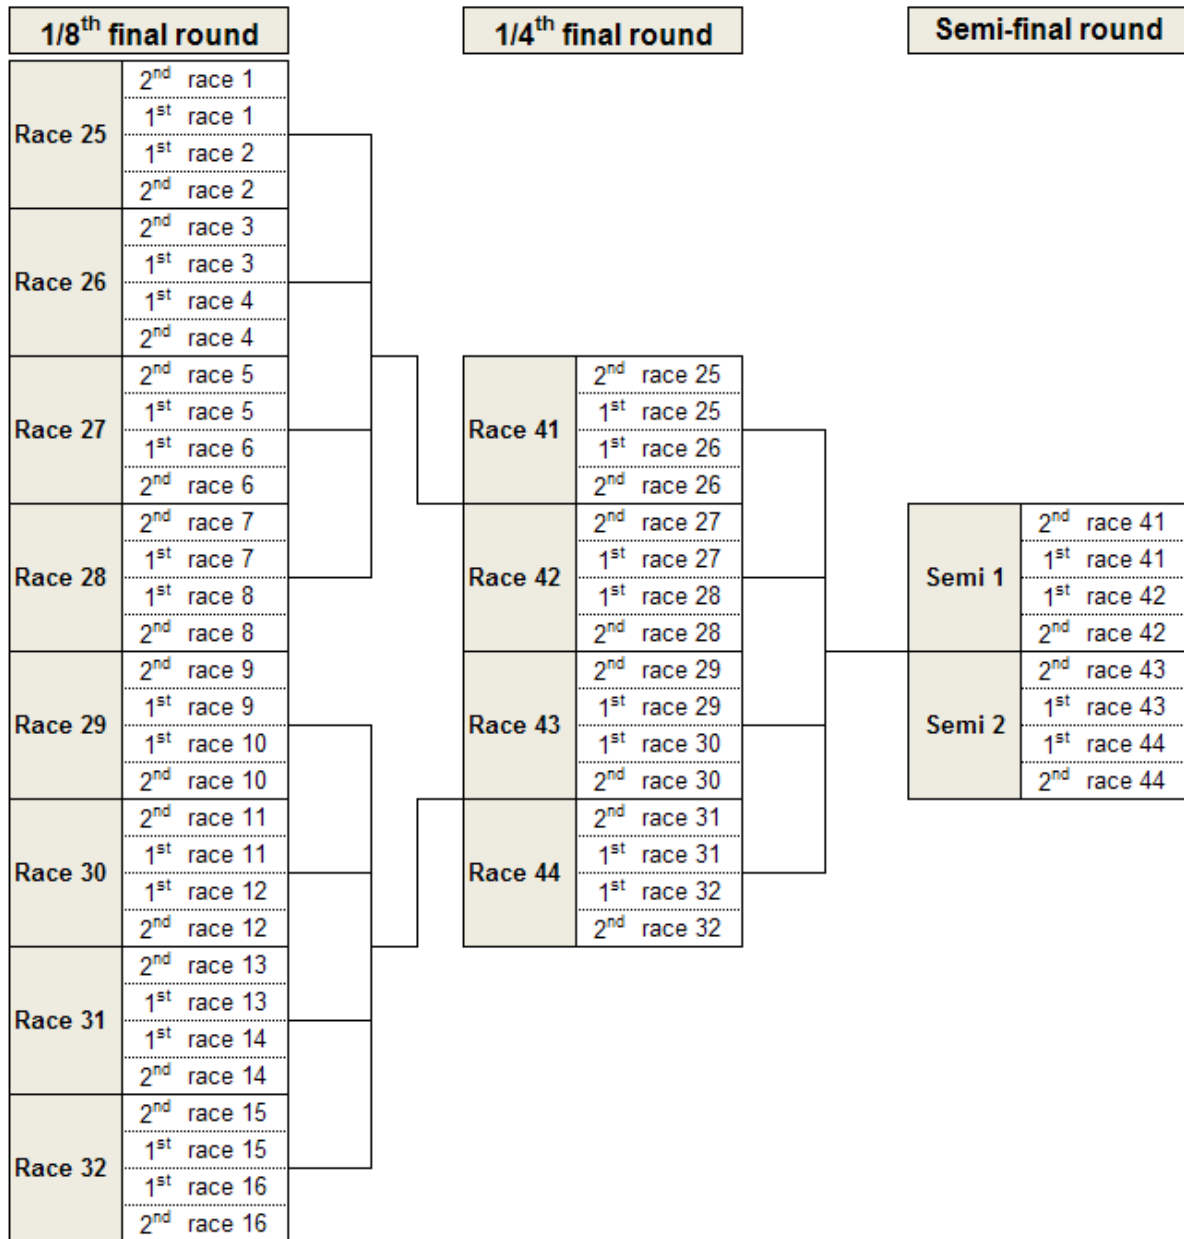 1/8th final round
Race 25
2nd race 1
1st race 1
1st race 2
2nd race 2
Race 26
2nd race 3
1st race 3
1st race 4
2nd race 4
Race 27
2nd race 5
1st race 5
1st race 6
2nd race 6
Race 28
2nd race 7
1st race 7
1st race 8
2nd race 8
Race 29
2nd race 9
1st race 9
1st race 10
2nd race 10
Race 30
2nd race 11
1st race 11
1st race 12
2nd race 12
Race 31
2nd race 13
1st race 13
1st race 14
2nd race 14
Race 32
2nd race 15
1st race 15
1st race 16
2nd race 16
1/4th final round
Race 41
2nd race 25
1st race 25
1st race 26
2nd race 26
Race 42
2nd race 27
1st race 27
1st race 28
2nd race 28
Race 43
2nd race 29
1st race 29
1st race 30
2nd race 30
Race 44
2nd race 31
1st race 31
1st race 32
2nd race 32
Semi-final round
Semi 1
2nd race 41
1st race 41
1st race 42
2nd race 42
Semi 2
2nd race 43
1st race 43
1st race 44
2nd race 44